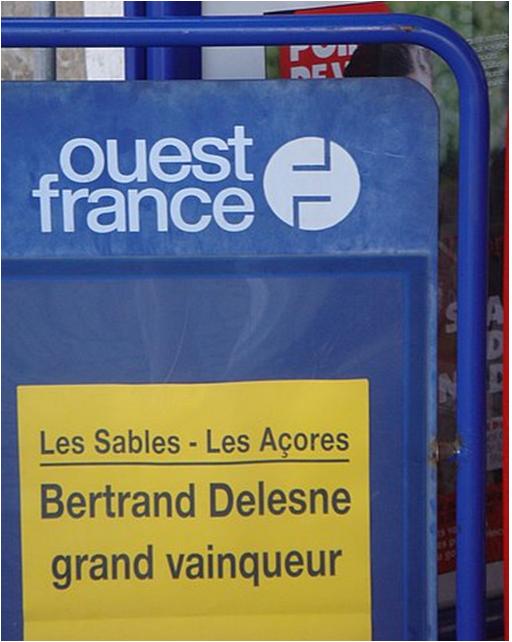 ouest
france
Les Sables - Les Açores
Bertrand Delesne
grand vainqueur